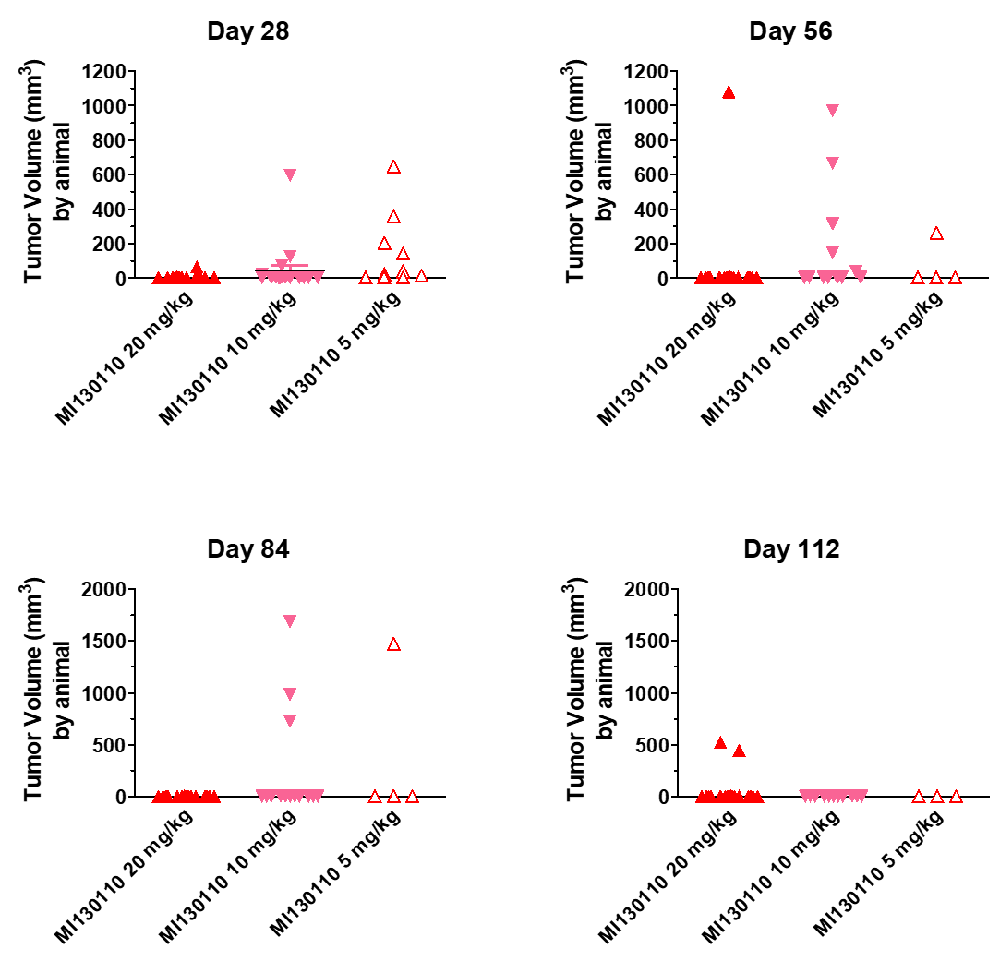 Day 28
Tumor Volume (mm³)
by animal
1200
1000
800
600
400
200
0
MI130110 20 mg/kg
MI130110 10 mg/kg
MI130110 5 mg/kg
Day 56
Tumor Volume (mm³)
by animal
1200
1000
800
600
400
200
0
MI130110 20 mg/kg
MI130110 10 mg/kg
MI130110 5 mg/kg
Day 84
Tumor Volume (mm³)
by animal
2000
1500
1000
500
0
MI130110 20 mg/kg
MI130110 10 mg/kg
MI130110 5 mg/kg
Day 112
Tumor Volume (mm³)
by animal
2000
1500
1000
500
0
MI130110 20 mg/kg
MI130110 10 mg/kg
MI130110 5 mg/kg